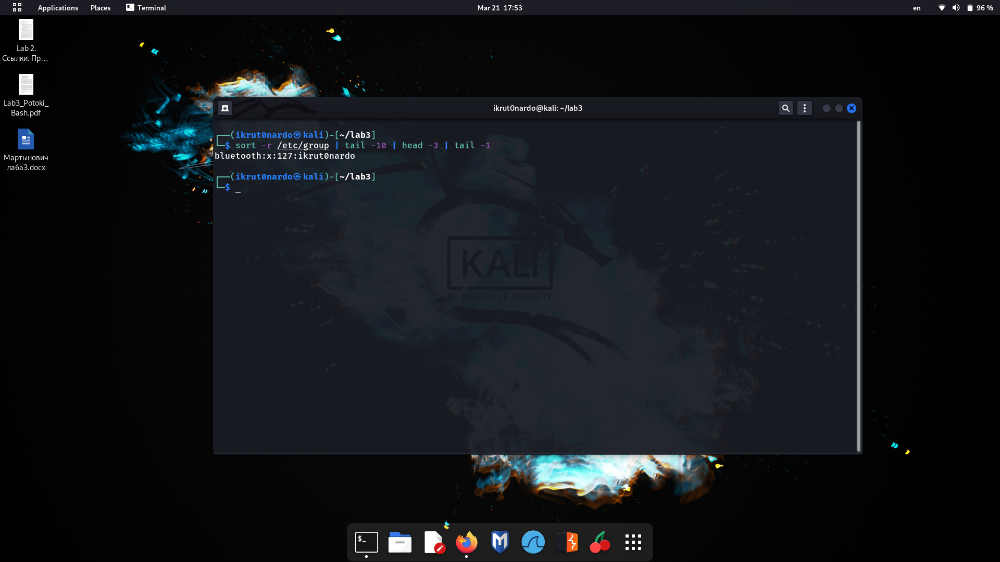 Applications Places Terminal Mar 21 17:53 en 96 %
Lab 2.
Ссылки. Пр…
Lab3_Potoki_
Bash.pdf
Мартынович
ла6а3.docx
ikrut0nardo@kali: ~/lab3
┌──(ikrut0nardo㉿kali)-[~/lab3]
└─$ sort -r /etc/group | tail -10 | head -3 | tail -1
bluetooth:x:127:ikrut0nardo
┌──(ikrut0nardo㉿kali)-[~/lab3]
└─$ _
KALI
BY OFFENSIVE SECURITY
$-